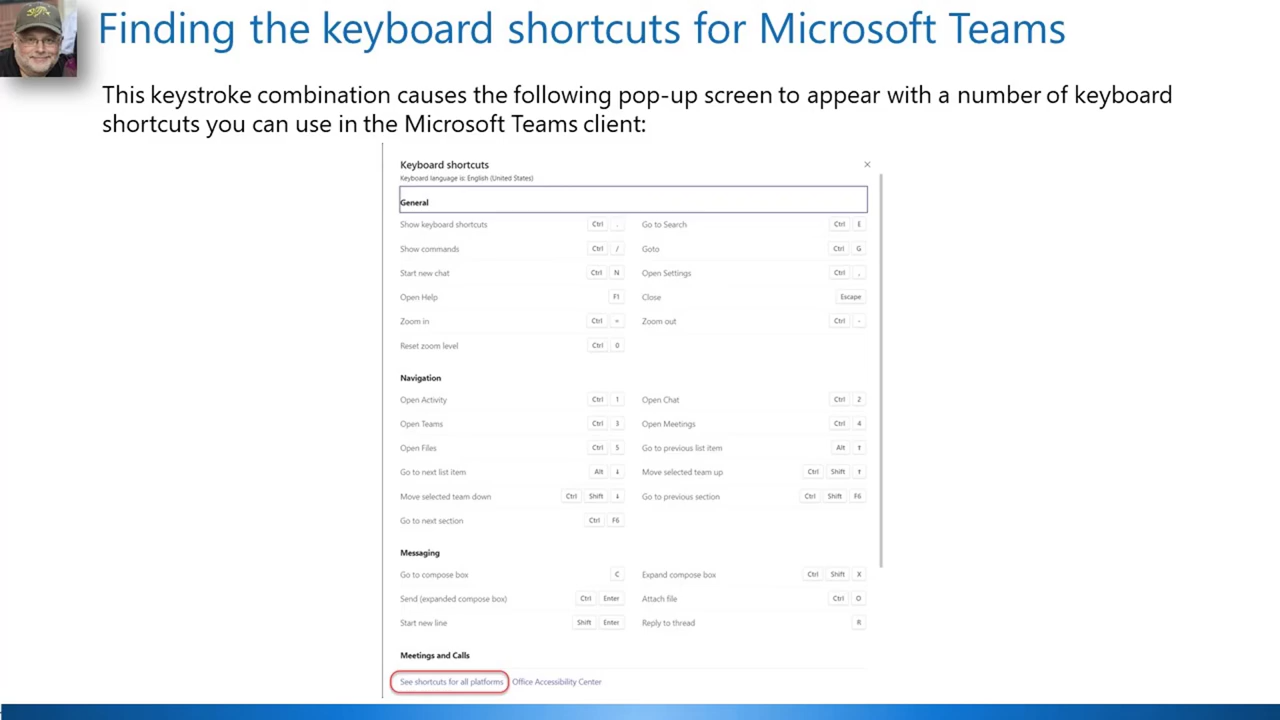 Finding the keyboard shortcuts for Microsoft Teams
This keystroke combination causes the following pop-up screen to appear with a number of keyboard
shortcuts you can use in the Microsoft Teams client:
Keyboard shortcuts
Keyboard language is: English (United States)
General
Show keyboard shortcuts Ctrl . Go to Search Ctrl E
Show commands Ctrl / Goto Ctrl G
Start new chat Ctrl N Open Settings Ctrl ,
Open Help F1 Close Escape
Zoom in Ctrl = Zoom out Ctrl -
Reset zoom level Ctrl 0
Navigation
Open Activity Ctrl 1 Open Chat Ctrl 2
Open Teams Ctrl 3 Open Meetings Ctrl 4
Open Files Ctrl 5 Go to previous list item Alt ↑
Go to next list item Alt ↓ Move selected team up Ctrl Shift ↑
Move selected team down Ctrl Shift ↓ Go to previous section Ctrl Shift F6
Go to next section Ctrl F6
Messaging
Go to compose box C Expand compose box Ctrl Shift X
Send (expanded compose box) Ctrl Enter Attach file Ctrl O
Start new line Shift Enter Reply to thread R
Meetings and Calls
See shortcuts for all platforms Office Accessibility Center